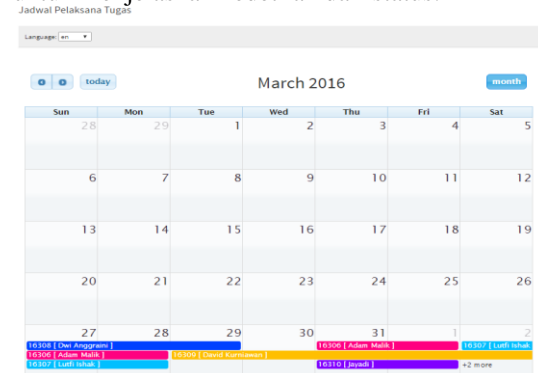 Jadwal Pelaksana Tugas
Language: en
today
March 2016
month
Sun Mon Tue Wed Thu Fri Sat
28 29 1 2 3 4 5
6 7 8 9 10 11 12
13 14 15 16 17 18 19
20 21 22 23 24 25 26
27 28 29 30 31 1 2
16308 [ Dwi Anggraini ] 16306 [ Adam Malik ] 16307 [ Lutfi Ishak
16306 [ Adam Malik ] 16309 [ David Kurniawan ]
16307 [ Lutfi Ishak ] 16310 [ Jayadi ] +2 more